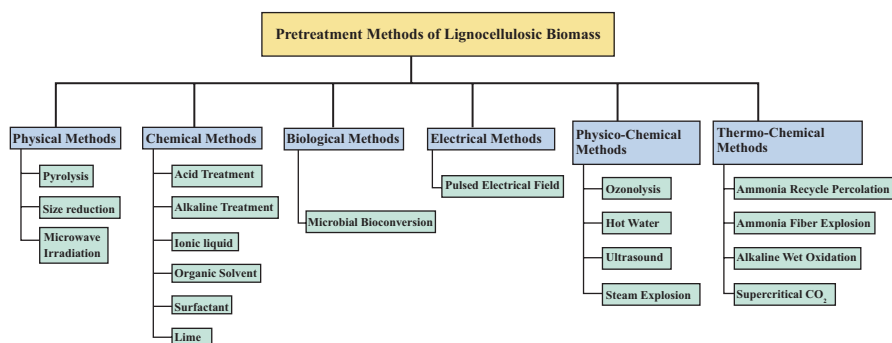 Pretreatment Methods of Lignocellulosic Biomass
Physical Methods
Pyrolysis
Size reduction
Microwave
Irradiation
Chemical Methods
Acid Treatment
Alkaline Treatment
Ionic liquid
Organic Solvent
Surfactant
Lime
Biological Methods
Microbial Bioconversion
Electrical Methods
Pulsed Electrical Field
Physico-Chemical
Methods
Ozonolysis
Hot Water
Ultrasound
Steam Explosion
Thermo-Chemical
Methods
Ammonia Recycle Percolation
Ammonia Fiber Explosion
Alkaline Wet Oxidation
Supercritical CO₂